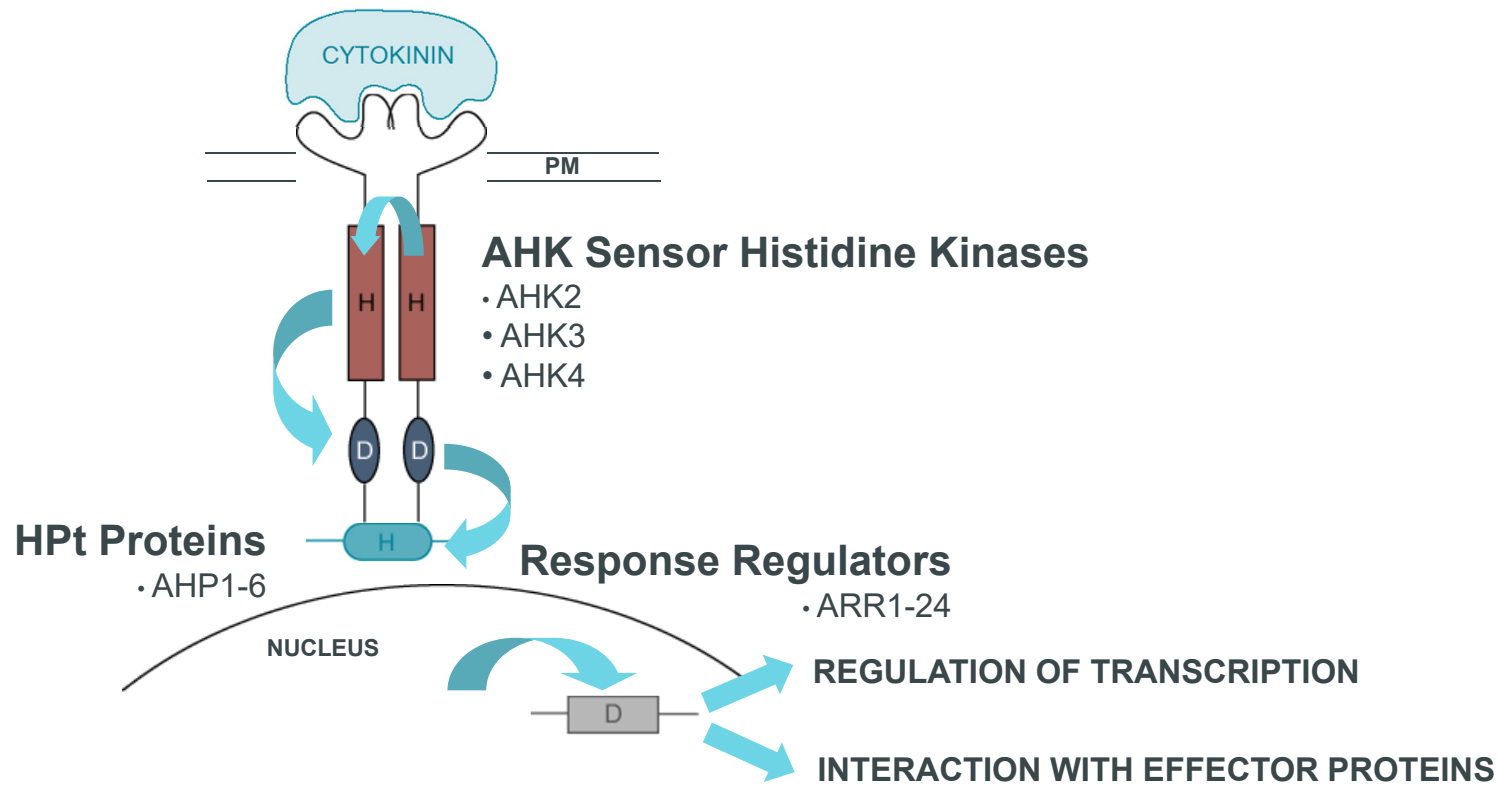 CYTOKININ
PM
AHK Sensor Histidine Kinases
• AHK2
• AHK3
• AHK4
H H
D D
HPt Proteins
• AHP1-6
H
Response Regulators
• ARR1-24
NUCLEUS
REGULATION OF TRANSCRIPTION
D
INTERACTION WITH EFFECTOR PROTEINS